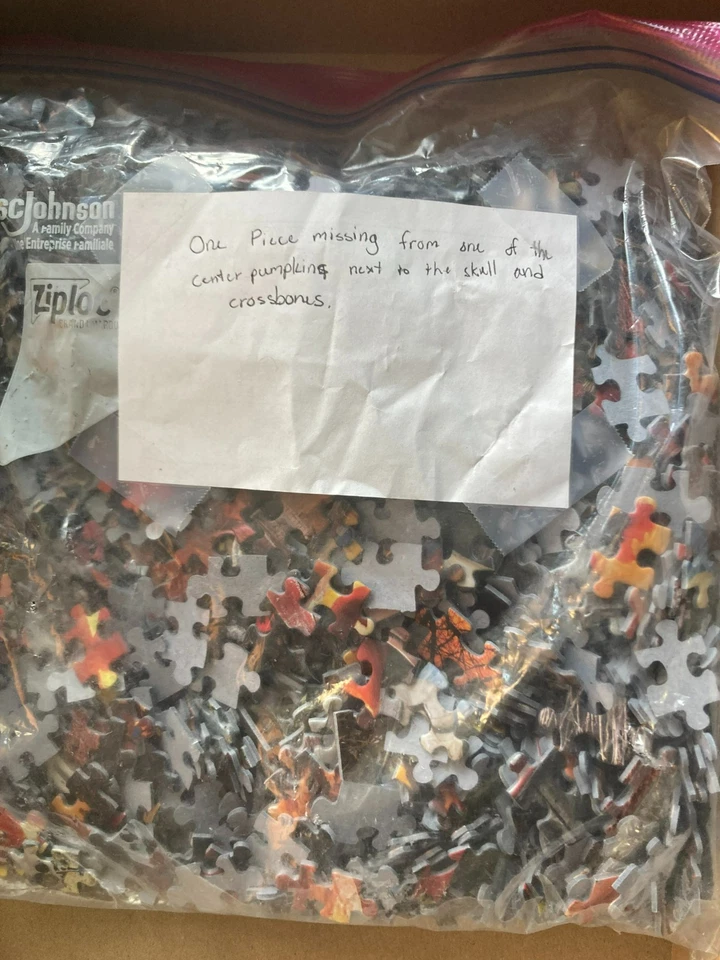 scJohnson
A Family Company
ne Entreprise Familiale
Ziploc®
One Piece missing from one of the
center pumpkins next to the skull and
crossbones.